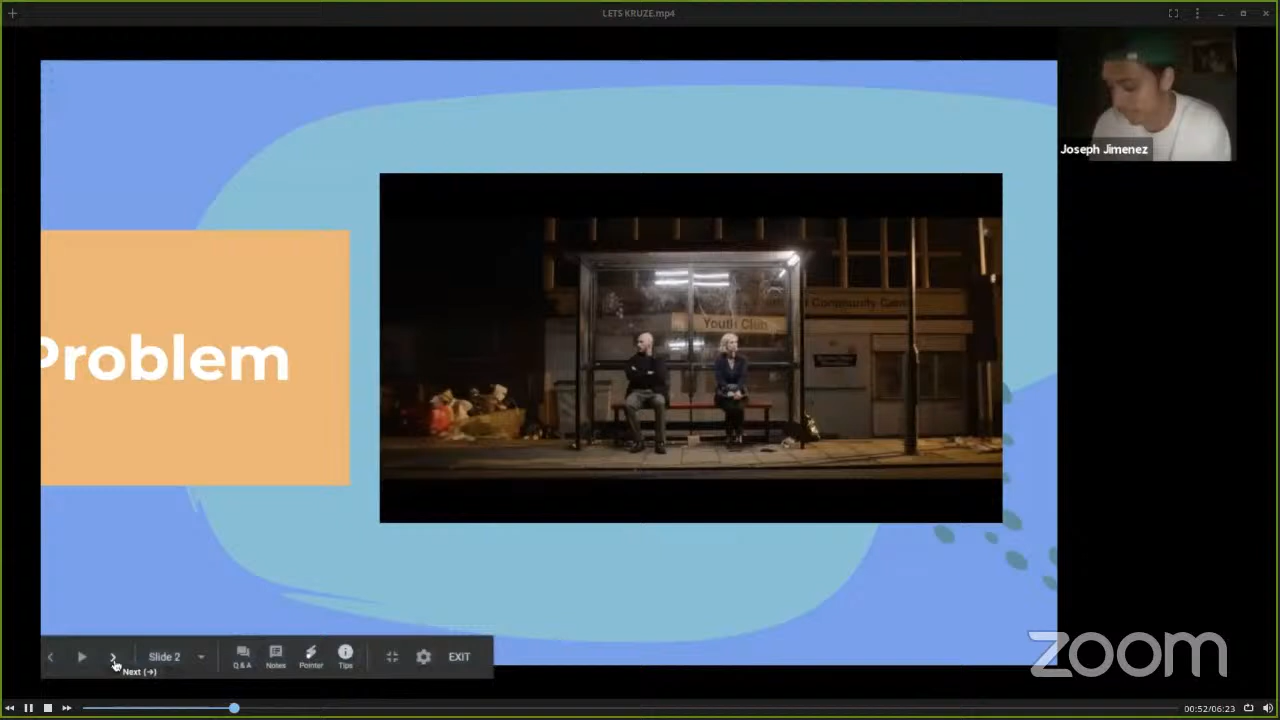 LETS KRUZE.mp4
Joseph Jimenez
Problem
Youth Club
Community
Slide 2
Q & A
Notes
Pointer
Tips
EXIT
Next (→)
zoom
00:52/06:23